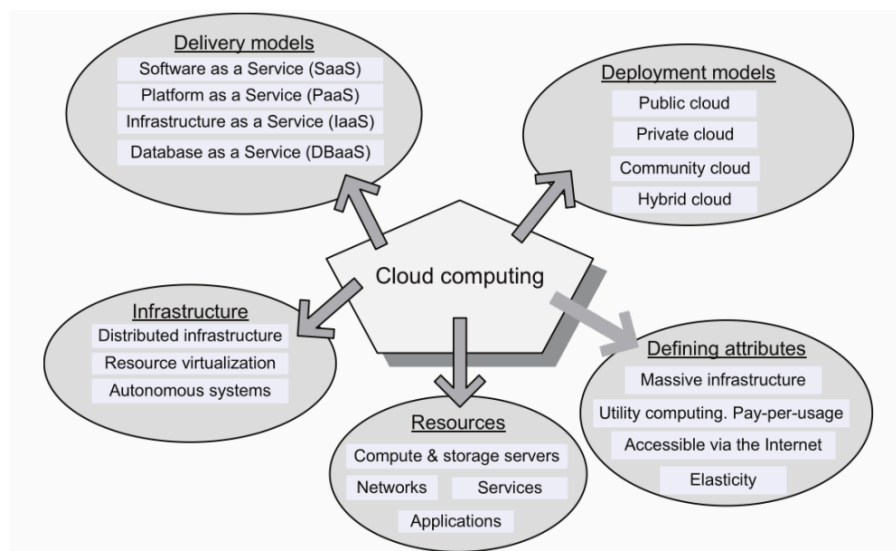 Delivery models
Software as a Service (SaaS)
Platform as a Service (PaaS)
Infrastructure as a Service (IaaS)
Database as a Service (DBaaS)
Deployment models
Public cloud
Private cloud
Community cloud
Hybrid cloud
Cloud computing
Infrastructure
Distributed infrastructure
Resource virtualization
Autonomous systems
Resources
Compute & storage servers
Networks Services
Applications
Defining attributes
Massive infrastructure
Utility computing. Pay-per-usage
Accessible via the Internet
Elasticity